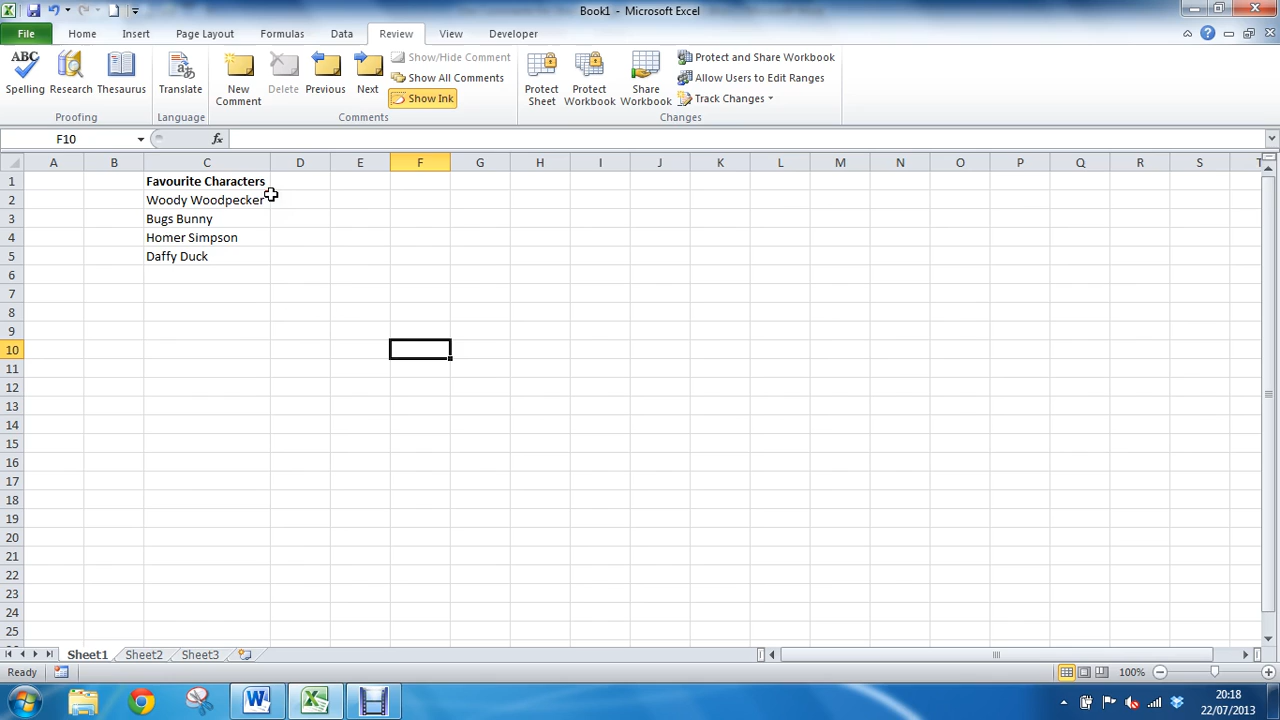 Book1 - Microsoft Excel
File Home Insert Page Layout Formulas Data Review View Developer
ABC
Spelling Research Thesaurus Translate New Comment Delete Previous Next
Show/Hide Comment
Show All Comments
Show Ink
Protect Sheet Protect Workbook Share Workbook
Protect and Share Workbook
Allow Users to Edit Ranges
Track Changes
Proofing Language Comments Changes
F10 fx
A B C D E F G H I J K L M N O P Q R S T
1 Favourite Characters
2 Woody Woodpecker
3 Bugs Bunny
4 Homer Simpson
5 Daffy Duck
6
7
8
9
10
11
12
13
14
15
16
17
18
19
20
21
22
23
24
25
Sheet1 Sheet2 Sheet3
Ready 100%
20:18
22/07/2013